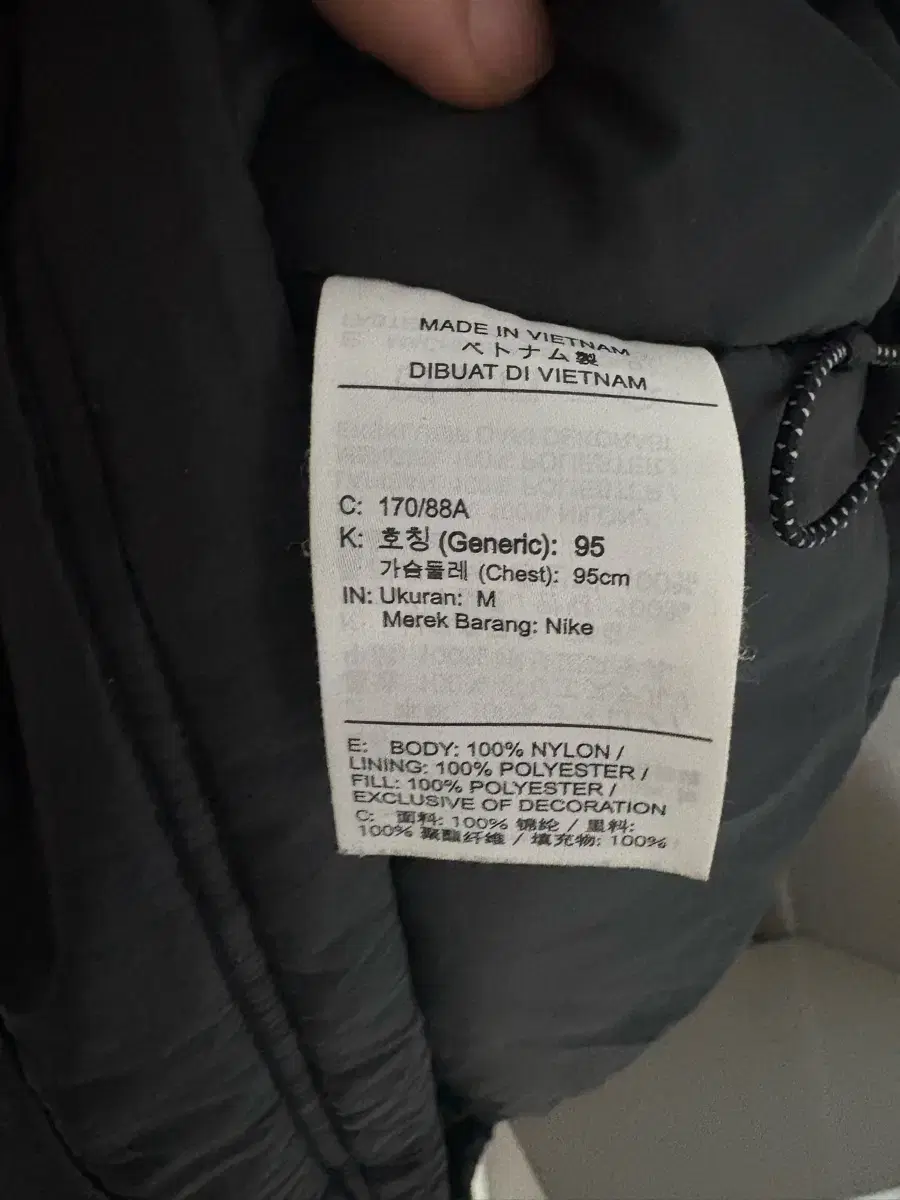 MADE IN VIETNAM
ベトナム製
DIBUAT DI VIETNAM
C: 170/88A
K: 호칭 (Generic): 95
가슴둘레 (Chest): 95cm
IN: Ukuran: M
Merek Barang: Nike
E: BODY: 100% NYLON /
LINING: 100% POLYESTER /
FILL: 100% POLYESTER /
EXCLUSIVE OF DECORATION
C: 面料: 100% 锦纶 / 里料:
100% 聚酯纤维 / 填充物: 100%